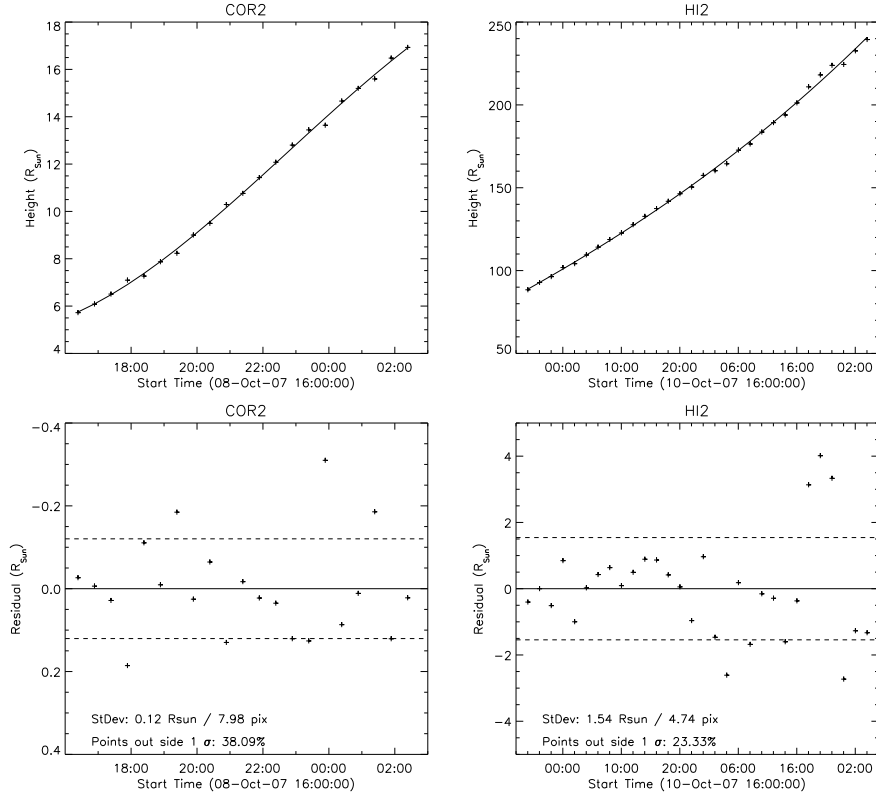 COR2
18
16
14
12
10
8
6
4
Height (R_Sun)
18:00 20:00 22:00 00:00 02:00
Start Time (08-Oct-07 16:00:00)
HI2
250
200
150
100
50
Height (R_Sun)
00:00 10:00 20:00 06:00 16:00 02:00
Start Time (10-Oct-07 16:00:00)
COR2
-0.4
-0.2
0.0
0.2
0.4
Residual (R_Sun)
StDev: 0.12 Rsun / 7.98 pix
Points out side 1 σ: 38.09%
18:00 20:00 22:00 00:00 02:00
Start Time (08-Oct-07 16:00:00)
HI2
4
2
0
-2
-4
Residual (R_Sun)
StDev: 1.54 Rsun / 4.74 pix
Points out side 1 σ: 23.33%
00:00 10:00 20:00 06:00 16:00 02:00
Start Time (10-Oct-07 16:00:00)